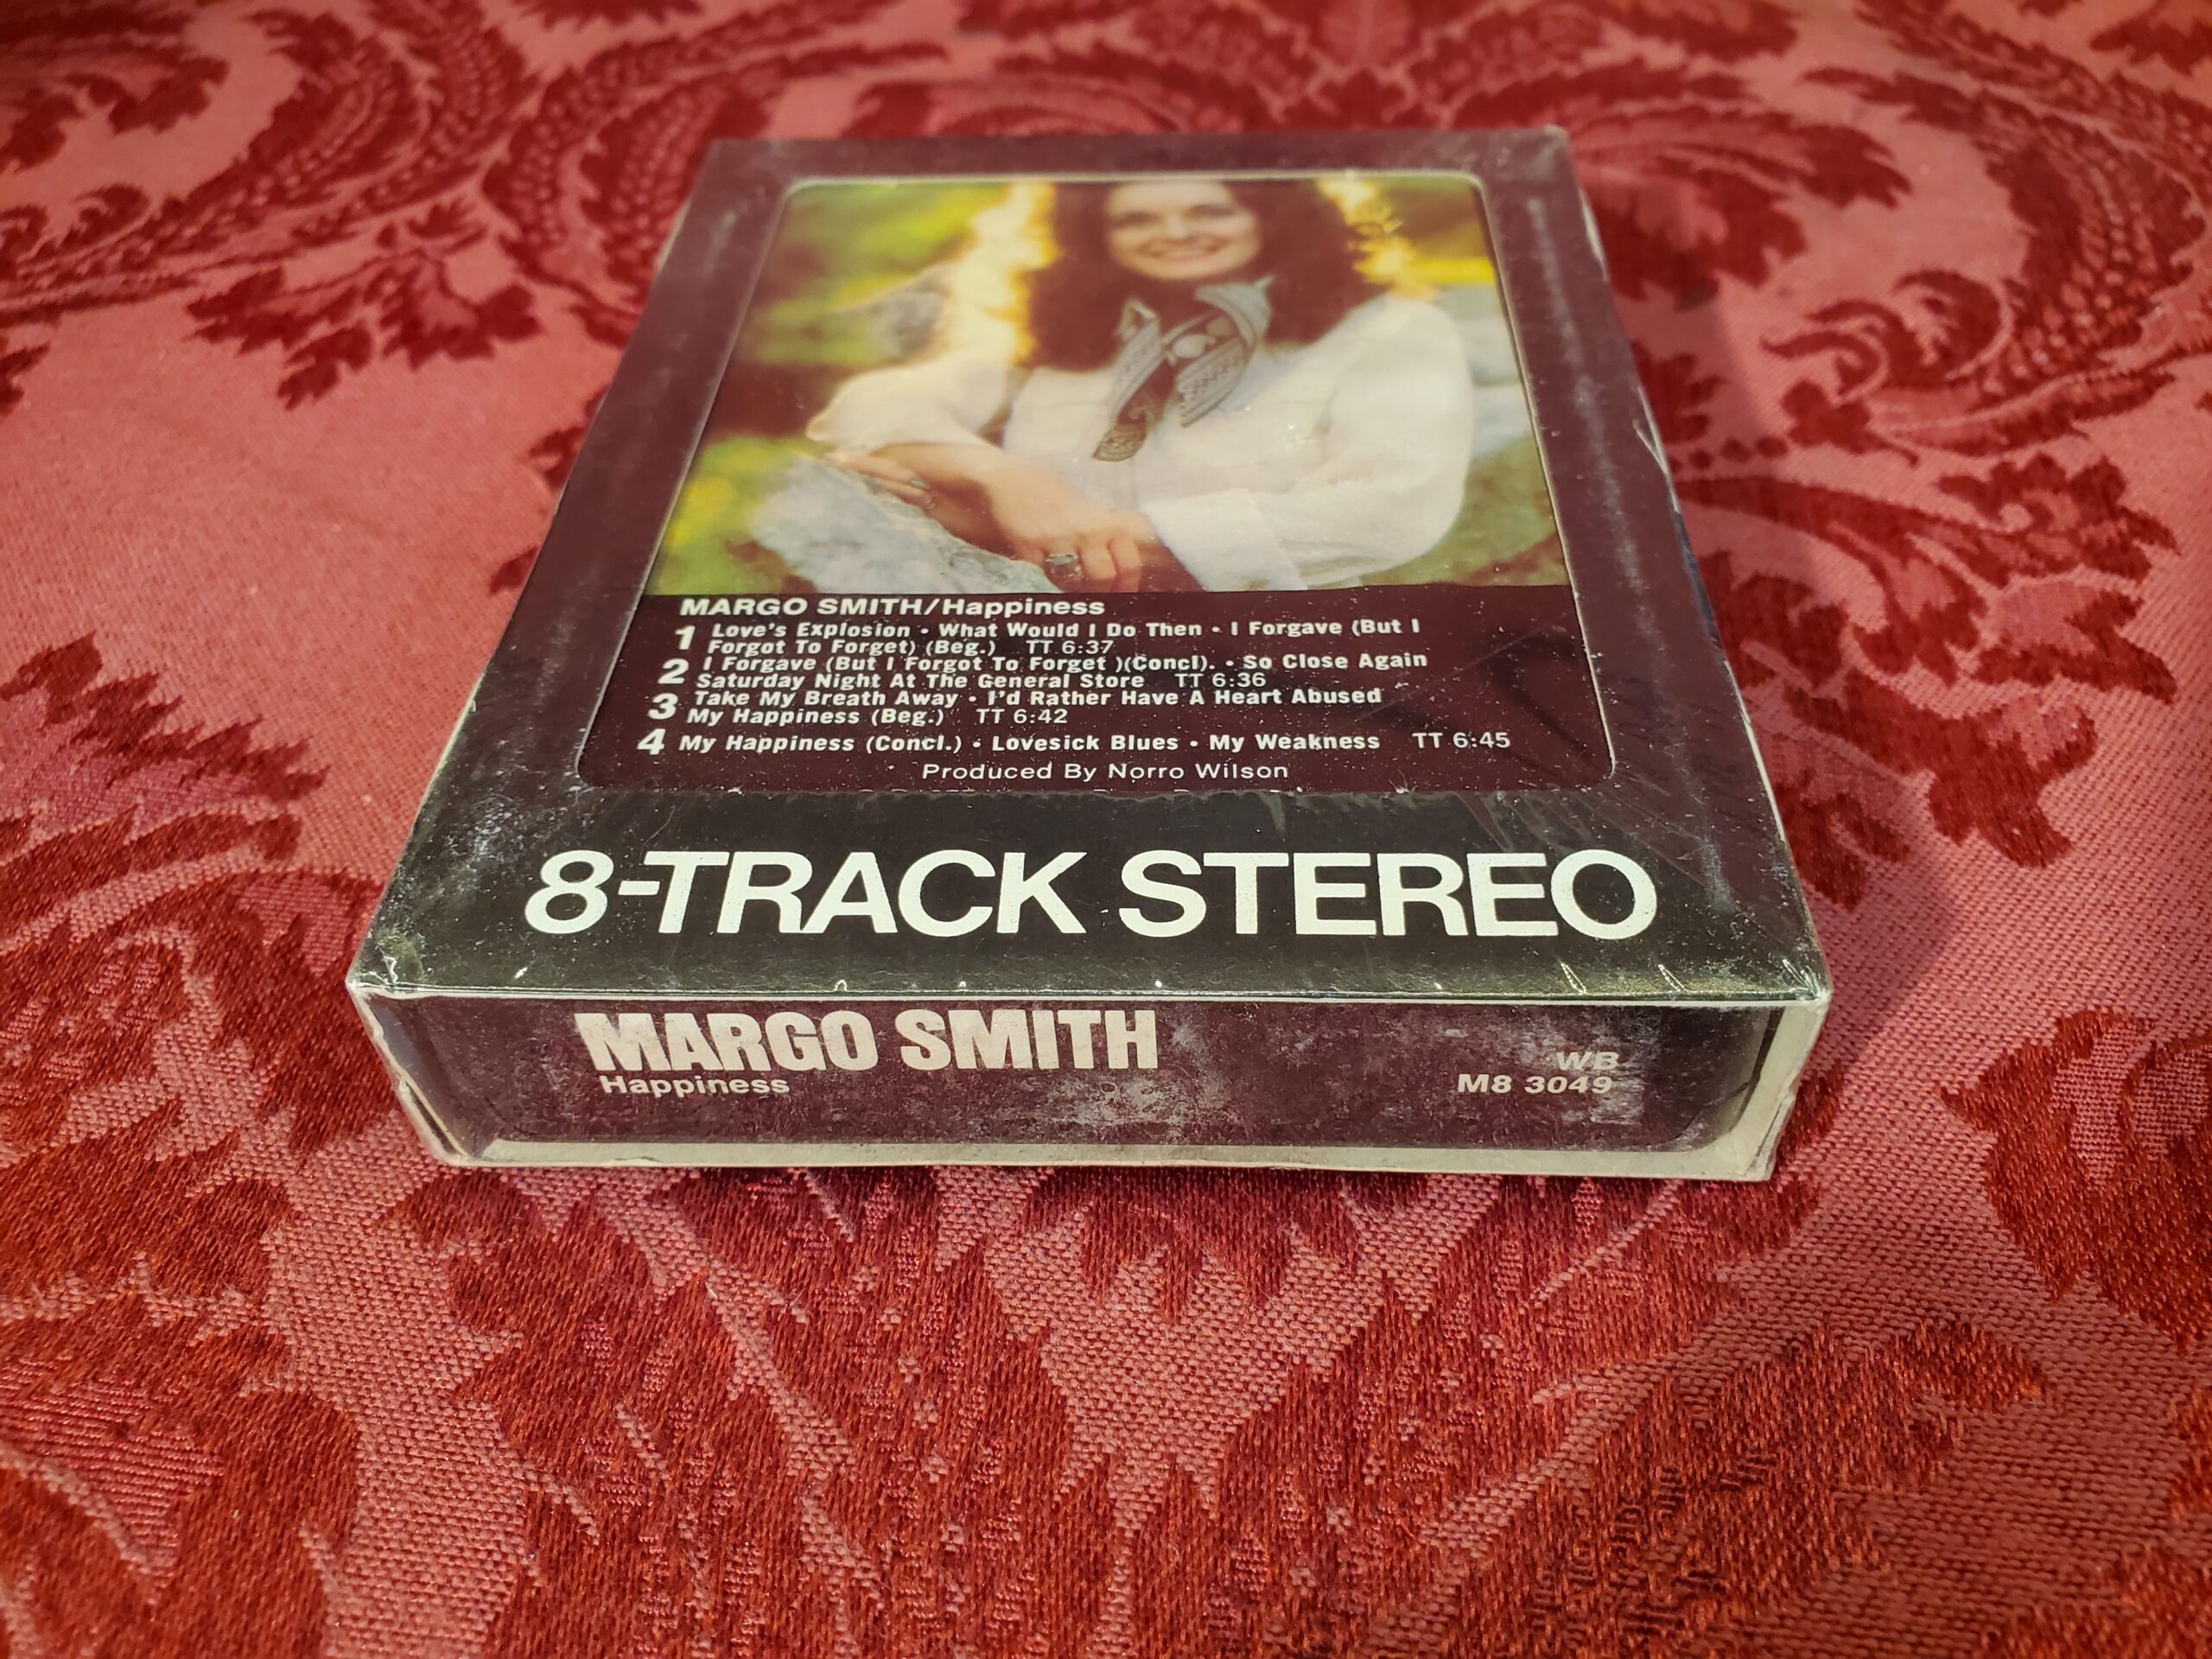 MARGO SMITH/Happiness
1 Love's Explosion • What Would I Do Then • I Forgave (But I
Forgot To Forget) (Beg.) TT 6:37
2 I Forgave (But I Forgot To Forget )(Concl). • So Close Again
Saturday Night At The General Store TT 6:36
3 Take My Breath Away • I'd Rather Have A Heart Abused
My Happiness (Beg.) TT 6:42
4 My Happiness (Concl.) • Lovesick Blues • My Weakness TT 6:45
Produced By Norro Wilson
8-TRACK STEREO
MARGO SMITH
Happiness
WB
M8 3049